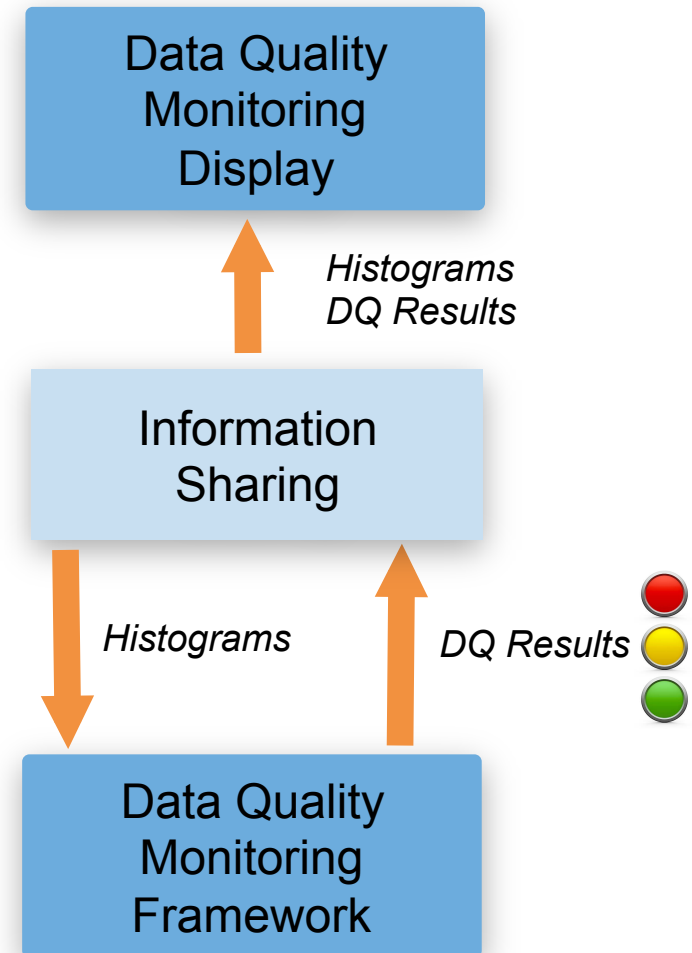 Data Quality
Monitoring
Display
Histograms
DQ Results
Information
Sharing
Histograms
DQ Results
Data Quality
Monitoring
Framework